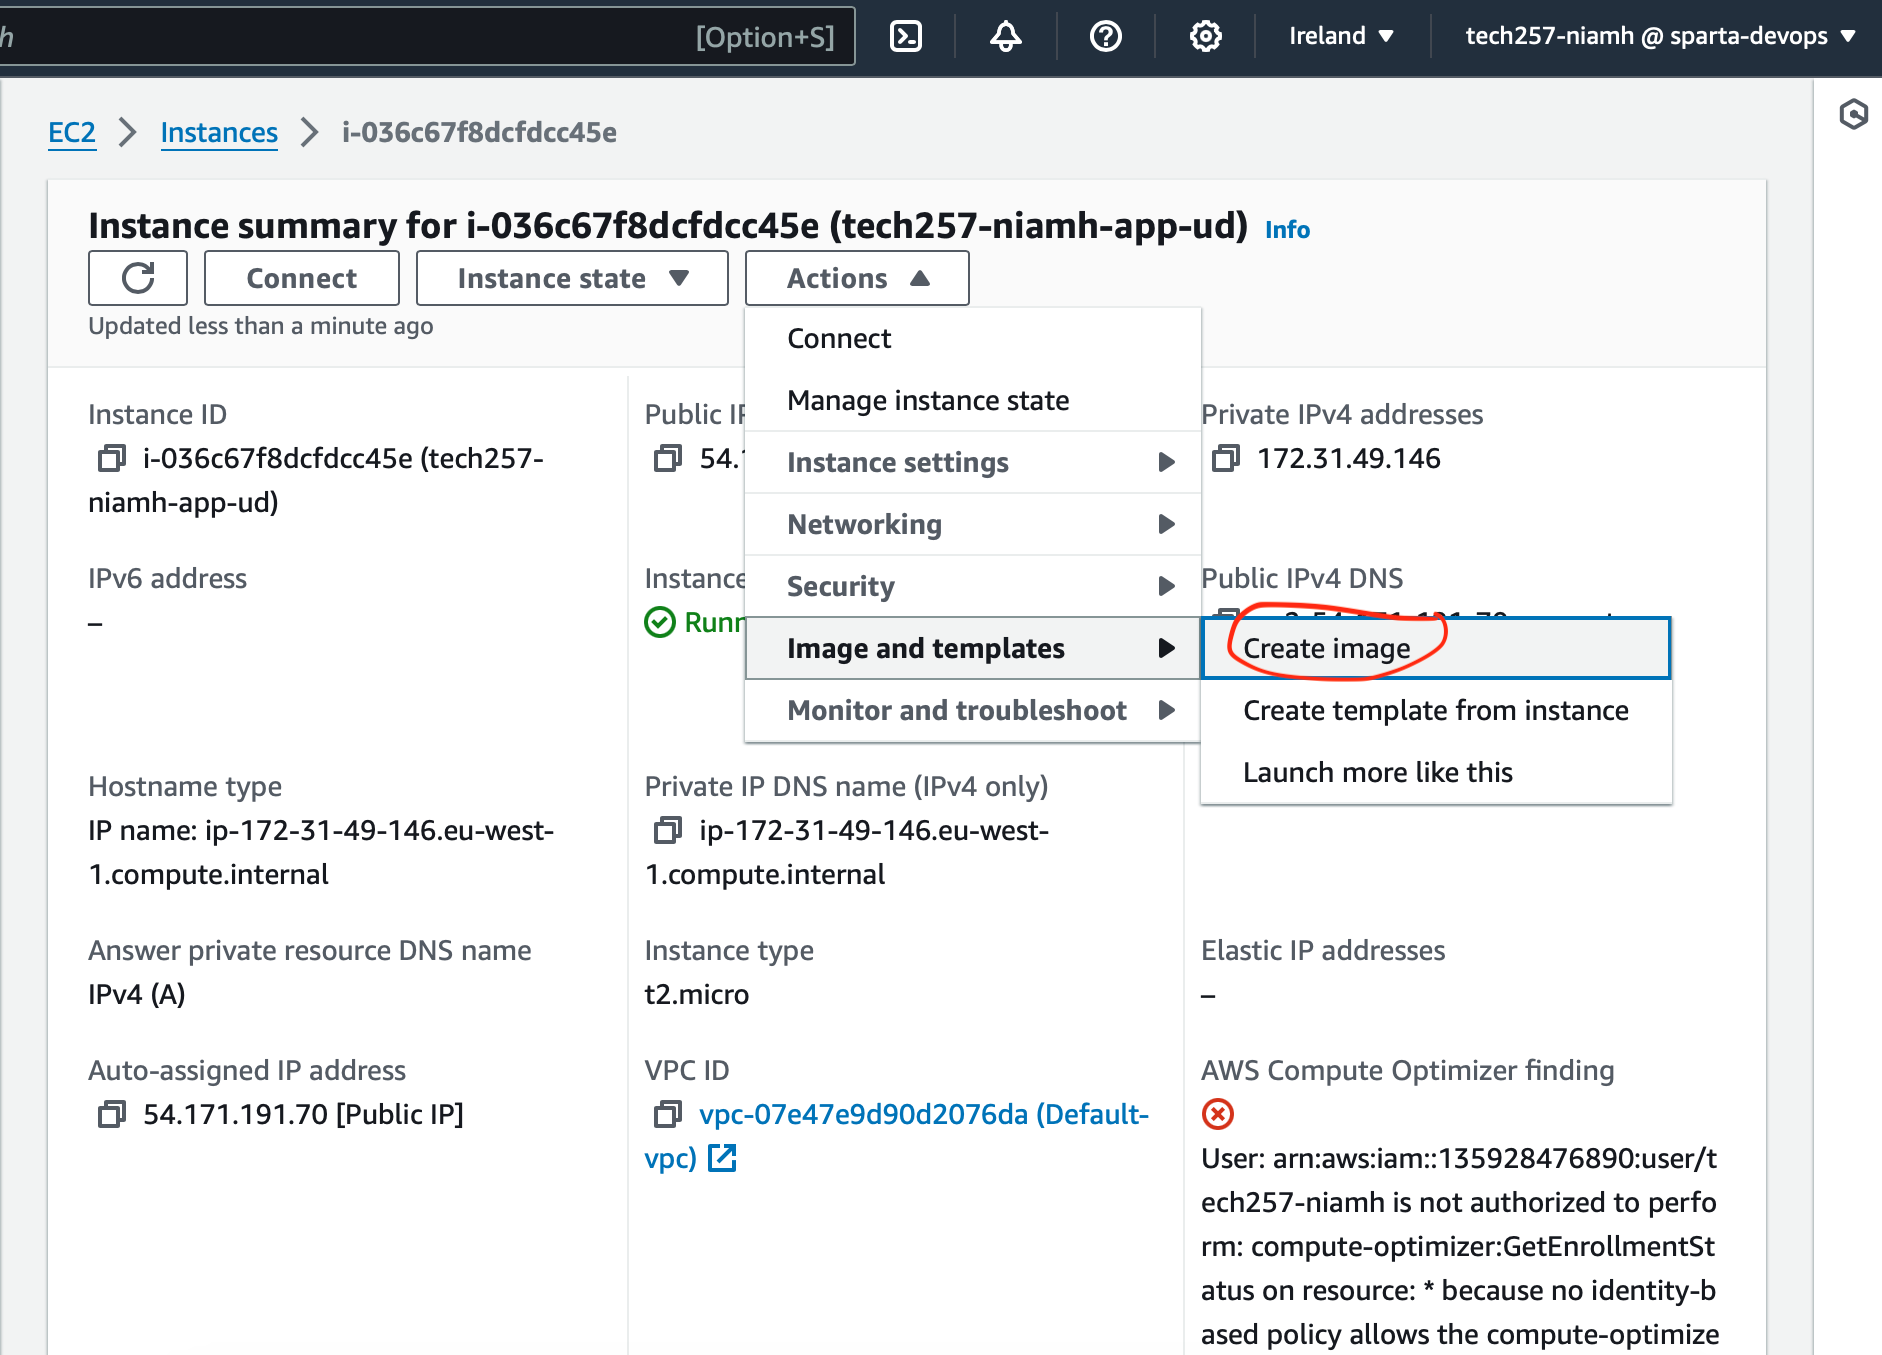 [Option+S]
Ireland
tech257-niamh @ sparta-devops
EC2
Instances
i-036c67f8dcfdcc45e
Instance summary for i-036c67f8dcfdcc45e (tech257-niamh-app-ud) Info
Connect
Instance state
Actions
Updated less than a minute ago
Connect
Manage instance state
Instance settings
Networking
Security
Image and templates
Monitor and troubleshoot
Create image
Create template from instance
Launch more like this
Instance ID
i-036c67f8dcfdcc45e (tech257-
niamh-app-ud)
Public
54.
Private IPv4 addresses
172.31.49.146
IPv6 address
–
Instance
Public IPv4 DNS
Hostname type
IP name: ip-172-31-49-146.eu-west-
1.compute.internal
Private IP DNS name (IPv4 only)
ip-172-31-49-146.eu-west-
1.compute.internal
Answer private resource DNS name
IPv4 (A)
Instance type
t2.micro
Elastic IP addresses
–
Auto-assigned IP address
54.171.191.70 [Public IP]
VPC ID
vpc-07e47e9d90d2076da (Default-
vpc)
AWS Compute Optimizer finding
User: arn:aws:iam::135928476890:user/t
ech257-niamh is not authorized to perfo
rm: compute-optimizer:GetEnrollmentSt
atus on resource: * because no identity-b
ased policy allows the compute-optimize